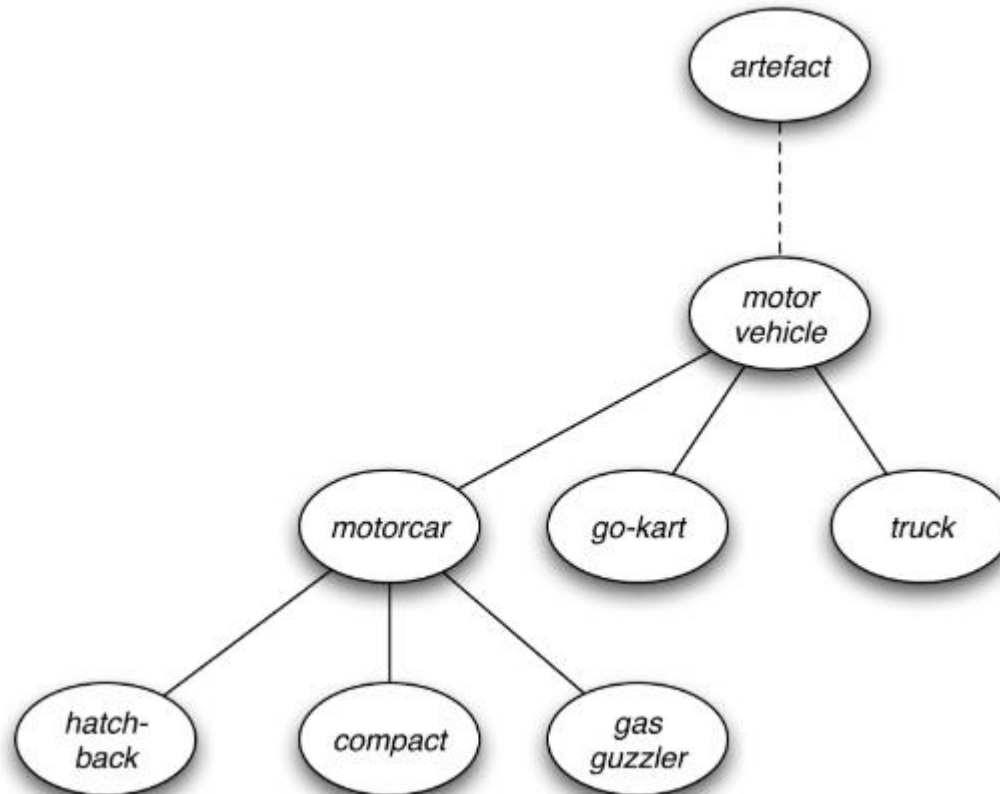 artefact
motor
vehicle
motorcar
go-kart
truck
hatch-
back
compact
gas
guzzler